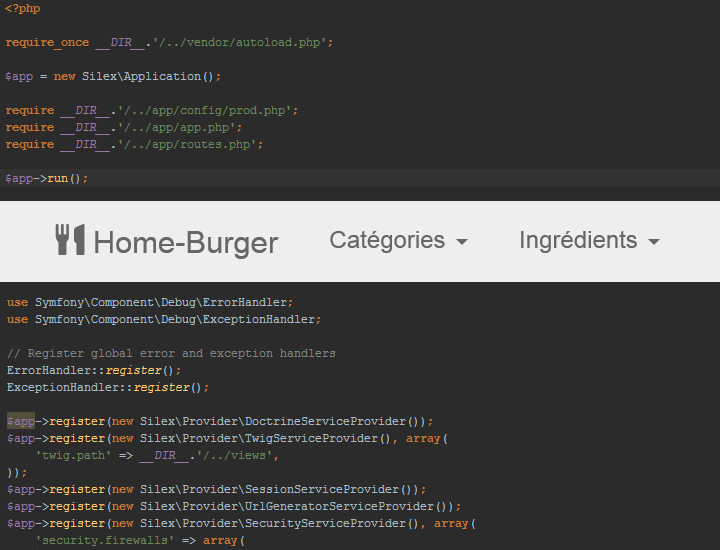 <?php
require_once __DIR__.'/../vendor/autoload.php';
$app = new Silex\Application();
require __DIR__.'/../app/config/prod.php';
require __DIR__.'/../app/app.php';
require __DIR__.'/../app/routes.php';
$app->run();
Home-Burger Catégories Ingrédients
use Symfony\Component\Debug\ErrorHandler;
use Symfony\Component\Debug\ExceptionHandler;
// Register global error and exception handlers
ErrorHandler::register();
ExceptionHandler::register();
$app->register(new Silex\Provider\DoctrineServiceProvider());
$app->register(new Silex\Provider\TwigServiceProvider(), array(
    'twig.path' => __DIR__.'/../views',
));
$app->register(new Silex\Provider\SessionServiceProvider());
$app->register(new Silex\Provider\UrlGeneratorServiceProvider());
$app->register(new Silex\Provider\SecurityServiceProvider(), array(
    'security.firewalls' => array(